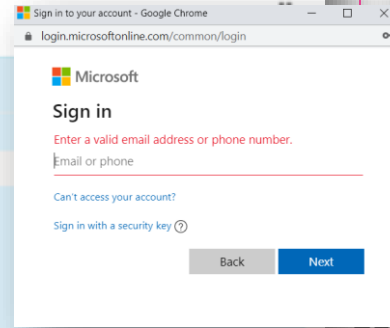 Sign in to your account - Google Chrome
login.microsoftonline.com/common/login
Microsoft
Sign in
Enter a valid email address or phone number.
Email or phone
Can't access your account?
Sign in with a security key
Back Next